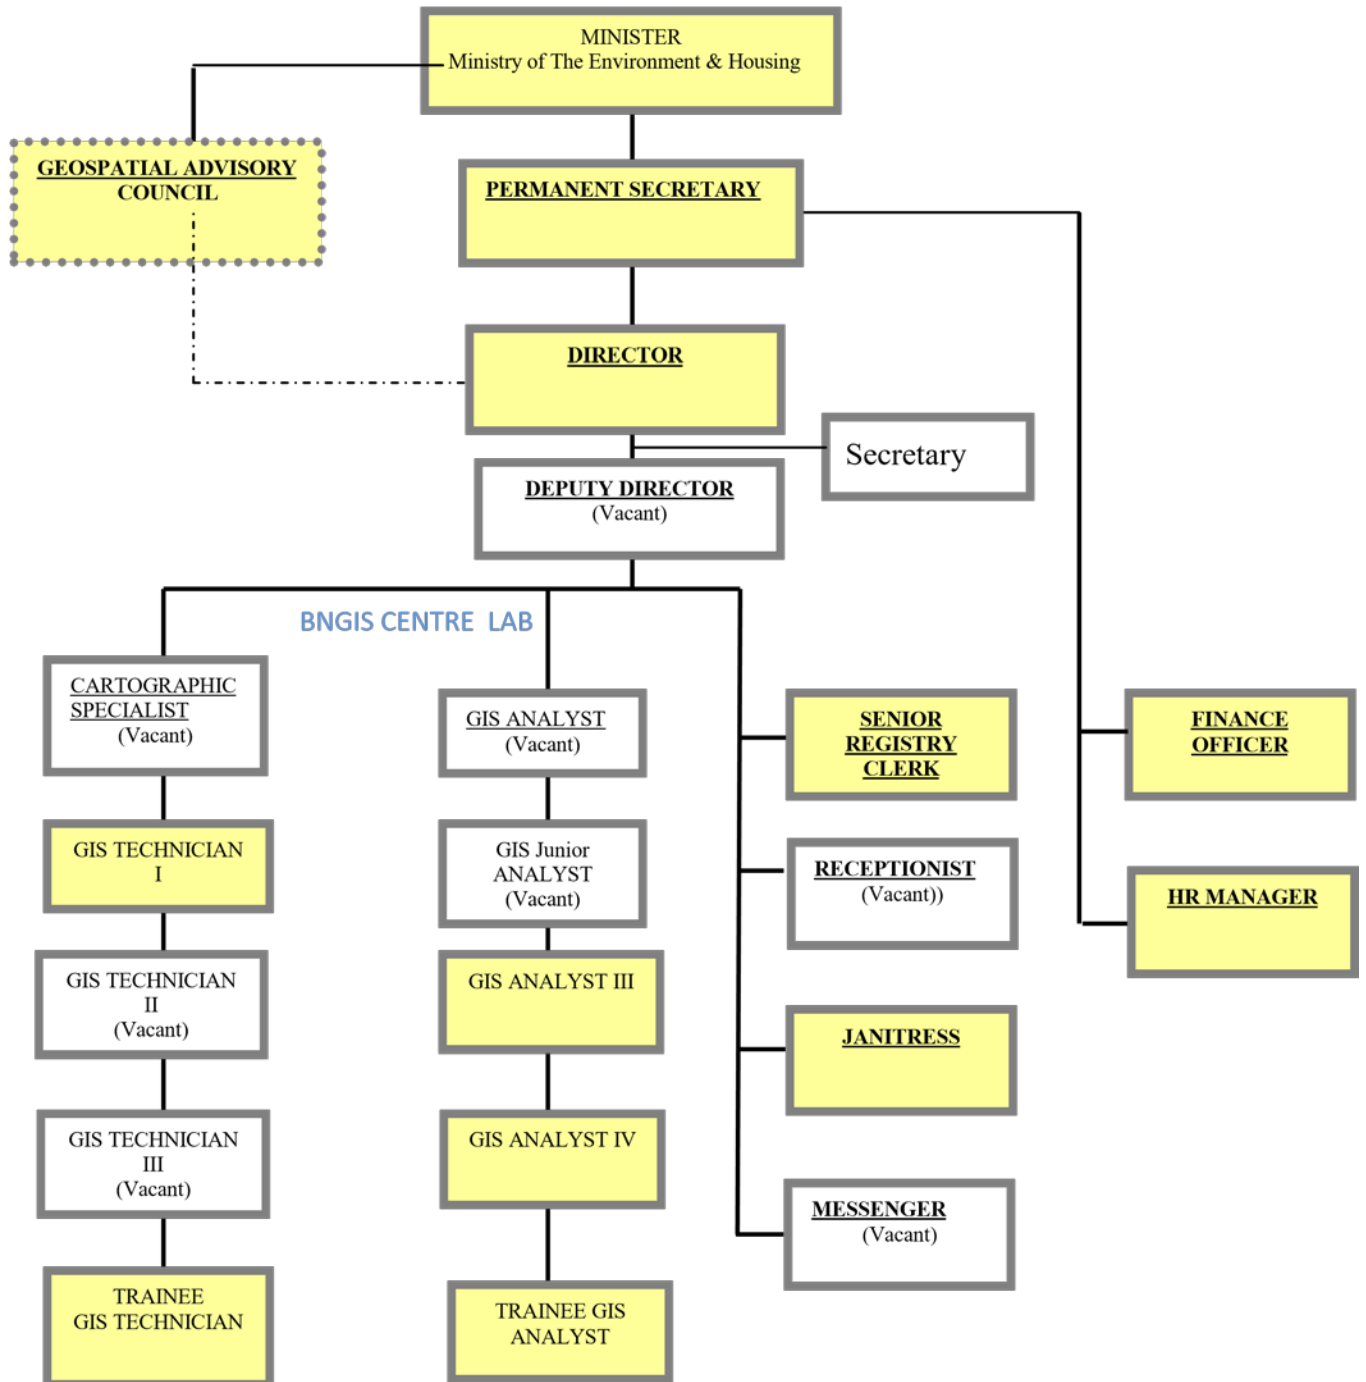 MINISTER
Ministry of The Environment & Housing
GEOSPATIAL ADVISORY
COUNCIL
PERMANENT SECRETARY
DIRECTOR
Secretary
DEPUTY DIRECTOR
(Vacant)
BNGIS CENTRE LAB
CARTOGRAPHIC
SPECIALIST
(Vacant)
GIS TECHNICIAN
I
GIS TECHNICIAN
II
(Vacant)
GIS TECHNICIAN
III
(Vacant)
TRAINEE
GIS TECHNICIAN
GIS ANALYST
(Vacant)
GIS Junior
ANALYST
(Vacant)
GIS ANALYST III
GIS ANALYST IV
TRAINEE GIS
ANALYST
SENIOR
REGISTRY
CLERK
RECEPTIONIST
(Vacant))
JANITRESS
MESSENGER
(Vacant)
FINANCE
OFFICER
HR MANAGER